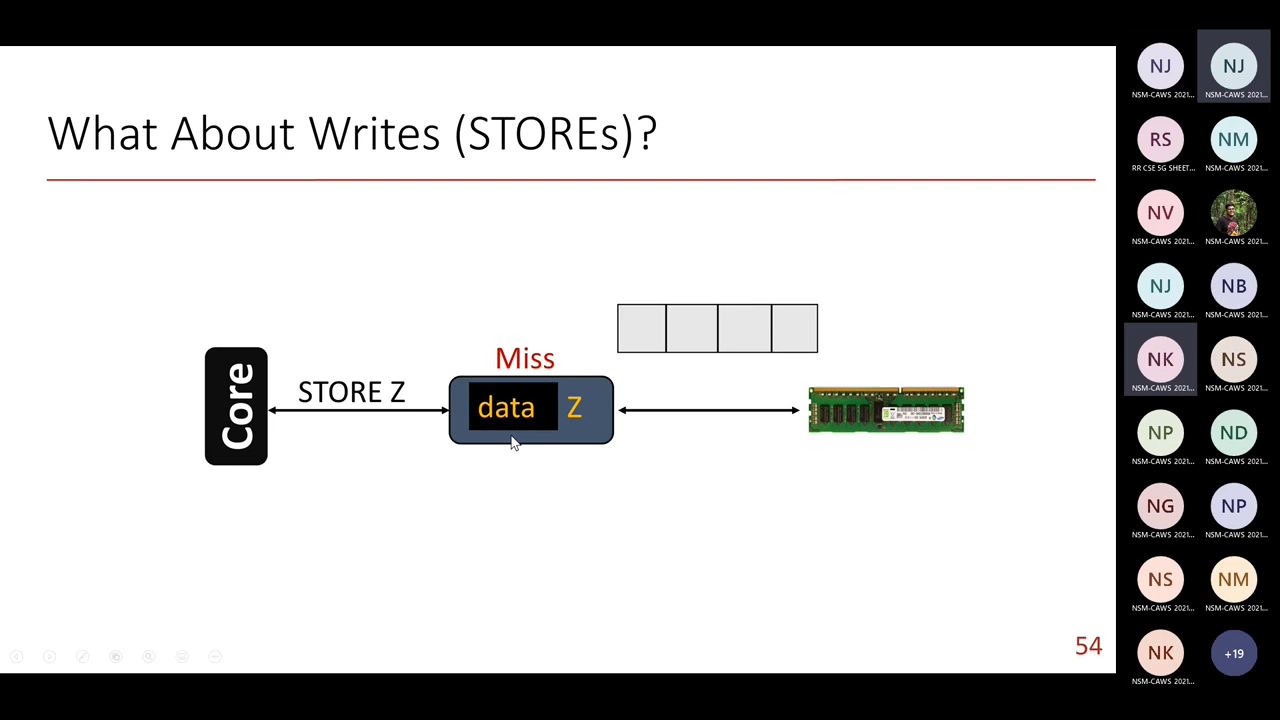 What About Writes (STOREs)?
Miss
Core
STORE Z
data Z
54
NJ
NSM-CAWS 2021...
NJ
NSM-CAWS 2021...
RS
RR CSE 5G SHEET...
NM
NSM-CAWS 2021...
NV
NSM-CAWS 2021...
NSM-CAWS 2021...
NJ
NSM-CAWS 2021...
NB
NSM-CAWS 2021...
NK
NSM-CAWS 2021...
NS
NSM-CAWS 2021...
NP
NSM-CAWS 2021...
ND
NSM-CAWS 2021...
NG
NSM-CAWS 2021...
NP
NSM-CAWS 2021...
NS
NSM-CAWS 2021...
NM
NSM-CAWS 2021...
NK
NSM-CAWS 2021...
+19